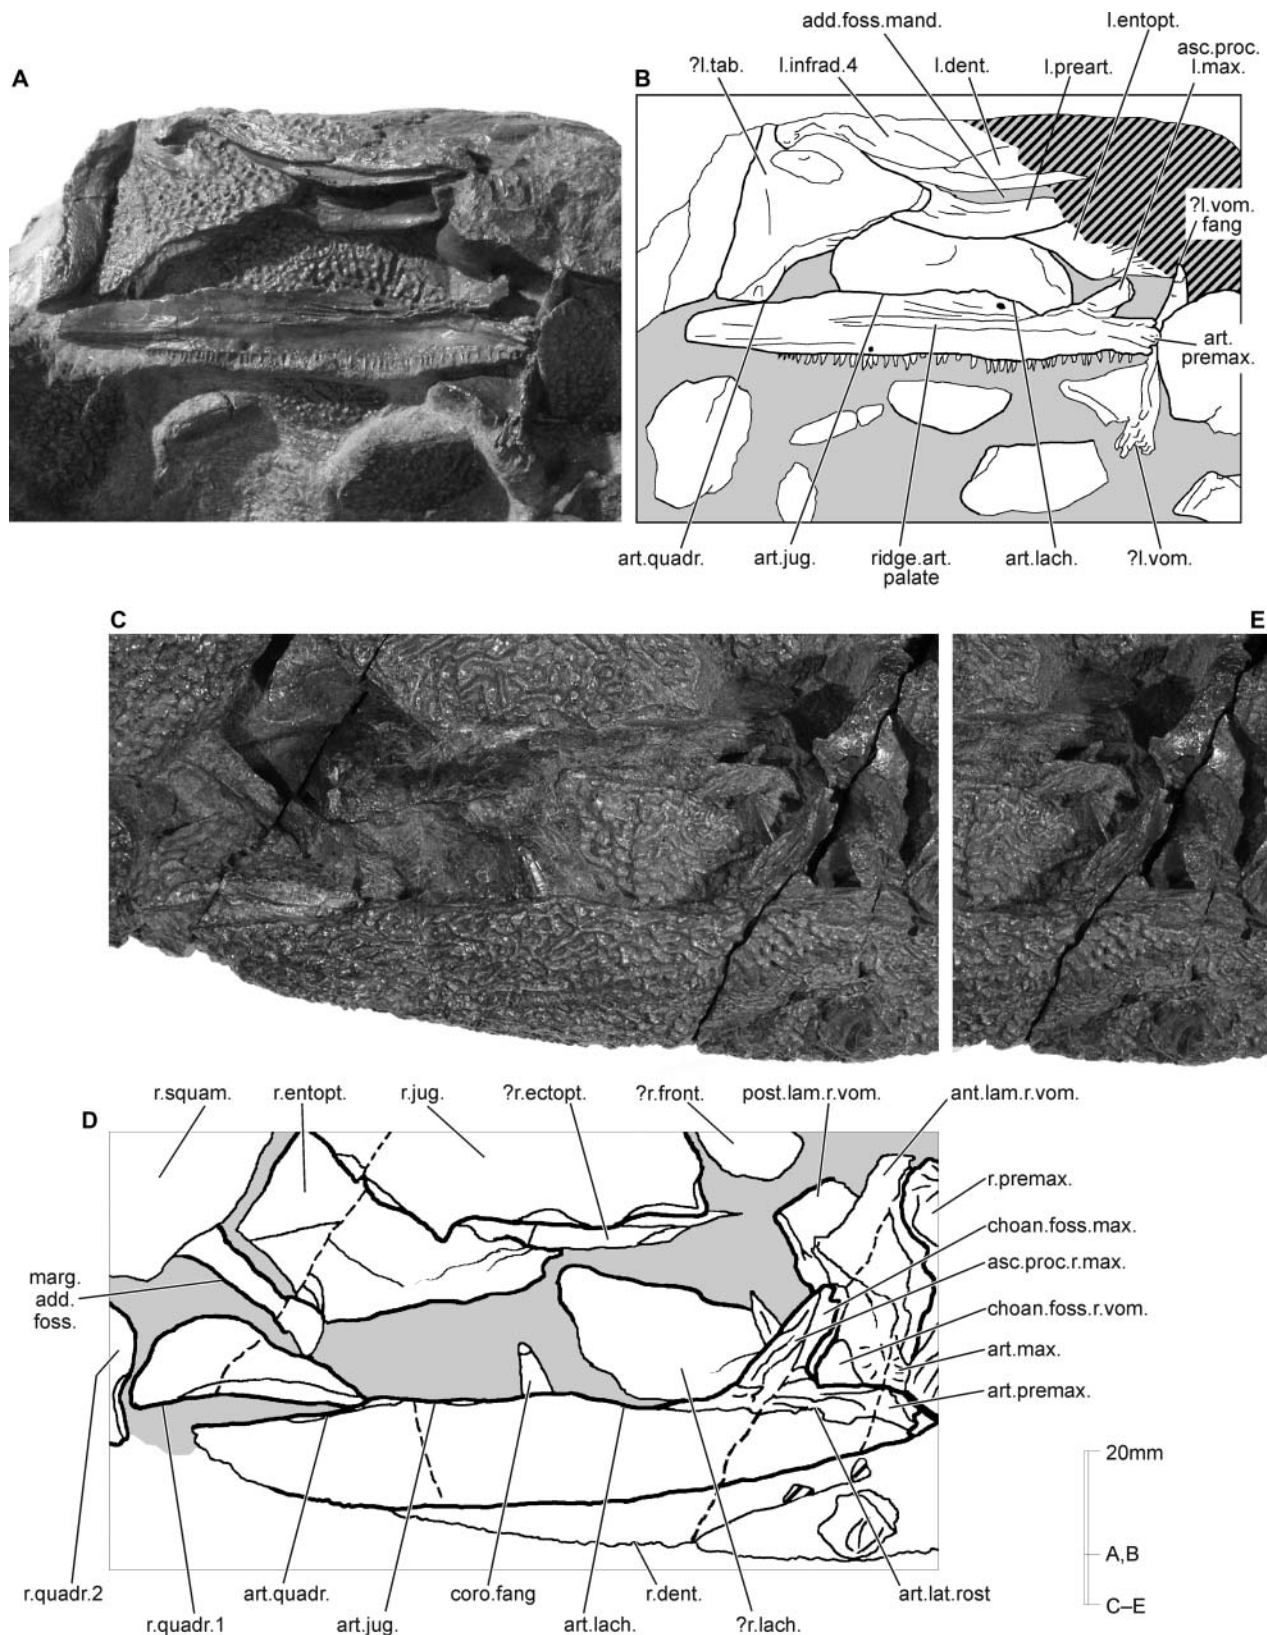 A
B
add.foss.mand.
l.entopt.
?l.tab.
l.infrad.4
l.dent.
l.preart.
asc.proc.
l.max.
?l.vom.
fang
art.
premax.
art.quadr.
art.jug.
ridge.art.
palate
art.lach.
?l.vom.
C
E
D
r.squam.
r.entopt.
r.jug.
?r.ectopt.
?r.front.
post.lam.r.vom.
ant.lam.r.vom.
r.premax.
choan.foss.max.
asc.proc.r.max.
choan.foss.r.vom.
art.max.
art.premax.
marg.
add.
foss.
r.quadr.2
r.quadr.1
art.quadr.
art.jug.
coro.fang
art.lach.
r.dent.
?r.lach.
art.lat.rost
20mm
A,B
C–E